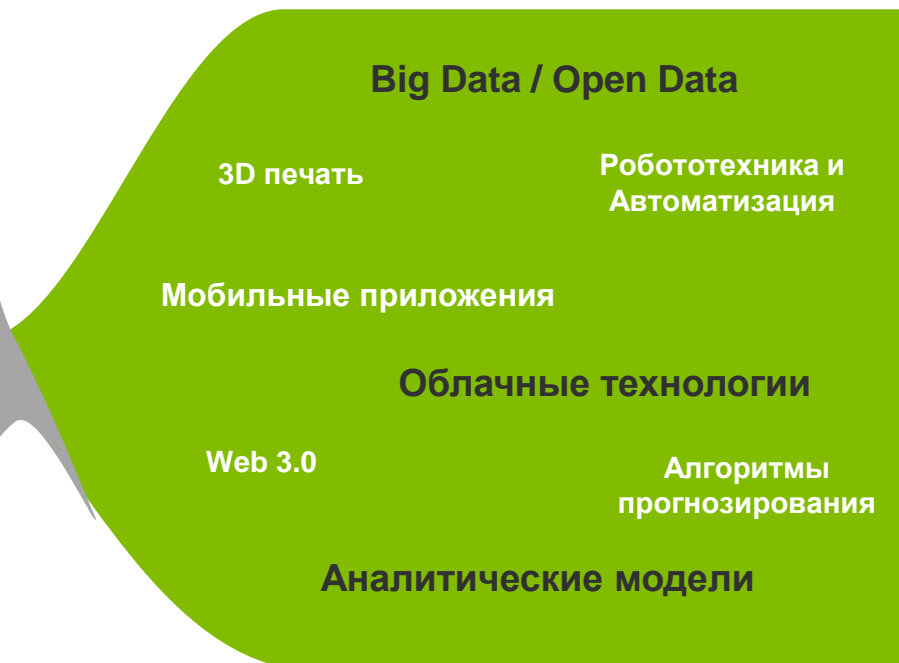 Big Data / Open Data
3D печать
Робототехника и
Автоматизация
Мобильные приложения
Облачные технологии
Web 3.0
Алгоритмы
прогнозирования
Аналитические модели